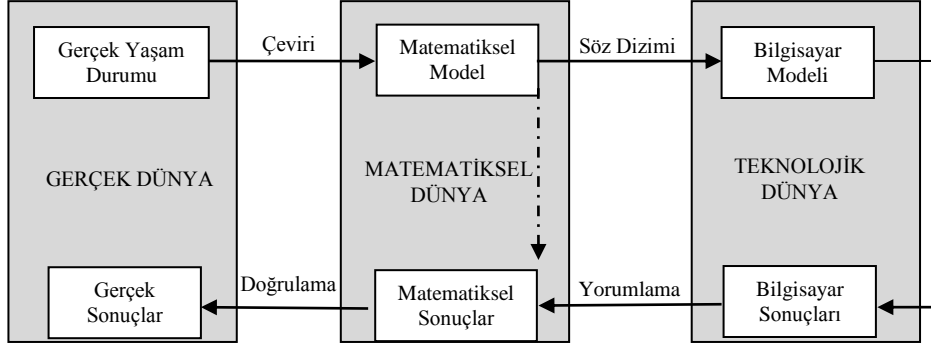 Gerçek Yaşam
Durumu
Çeviri
Matematiksel
Model
Söz Dizimi
Bilgisayar
Modeli
GERÇEK DÜNYA
MATEMATİKSEL
DÜNYA
TEKNOLOJİK
DÜNYA
Gerçek
Sonuçlar
Doğrulama
Matematiksel
Sonuçlar
Yorumlama
Bilgisayar
Sonuçları